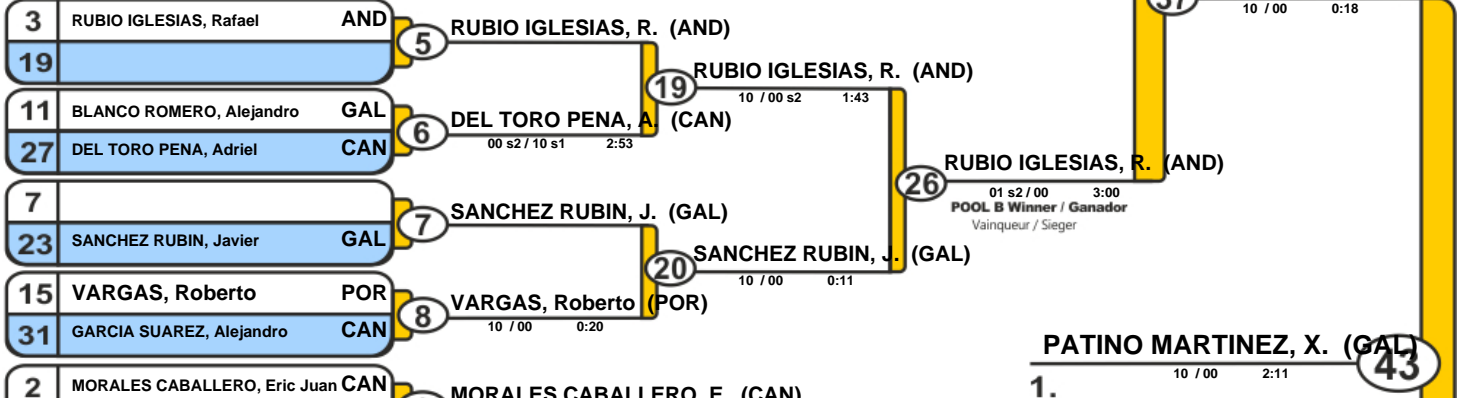 37
10 / 00 0:18
3 RUBIO IGLESIAS, Rafael AND
19
5 RUBIO IGLESIAS, R. (AND)
19 RUBIO IGLESIAS, R. (AND)
10 / 00 s2 1:43
11 BLANCO ROMERO, Alejandro GAL
27 DEL TORO PENA, Adriel CAN
6 DEL TORO PENA, A. (CAN)
00 s2 / 10 s1 2:53
26 RUBIO IGLESIAS, R. (AND)
01 s2 / 00 3:00
POOL B Winner / Ganador
Vainqueur / Sieger
7
23 SANCHEZ RUBIN, Javier GAL
7 SANCHEZ RUBIN, J. (GAL)
20 SANCHEZ RUBIN, J. (GAL)
10 / 00 0:11
15 VARGAS, Roberto POR
31 GARCIA SUAREZ, Alejandro CAN
8 VARGAS, Roberto (POR)
10 / 00 0:20
PATINO MARTINEZ, X. (GAL)
43
10 / 00 2:11
1.
2 MORALES CABALLERO, Eric Juan CAN
MORALES CABALLERO, E. (CAN)